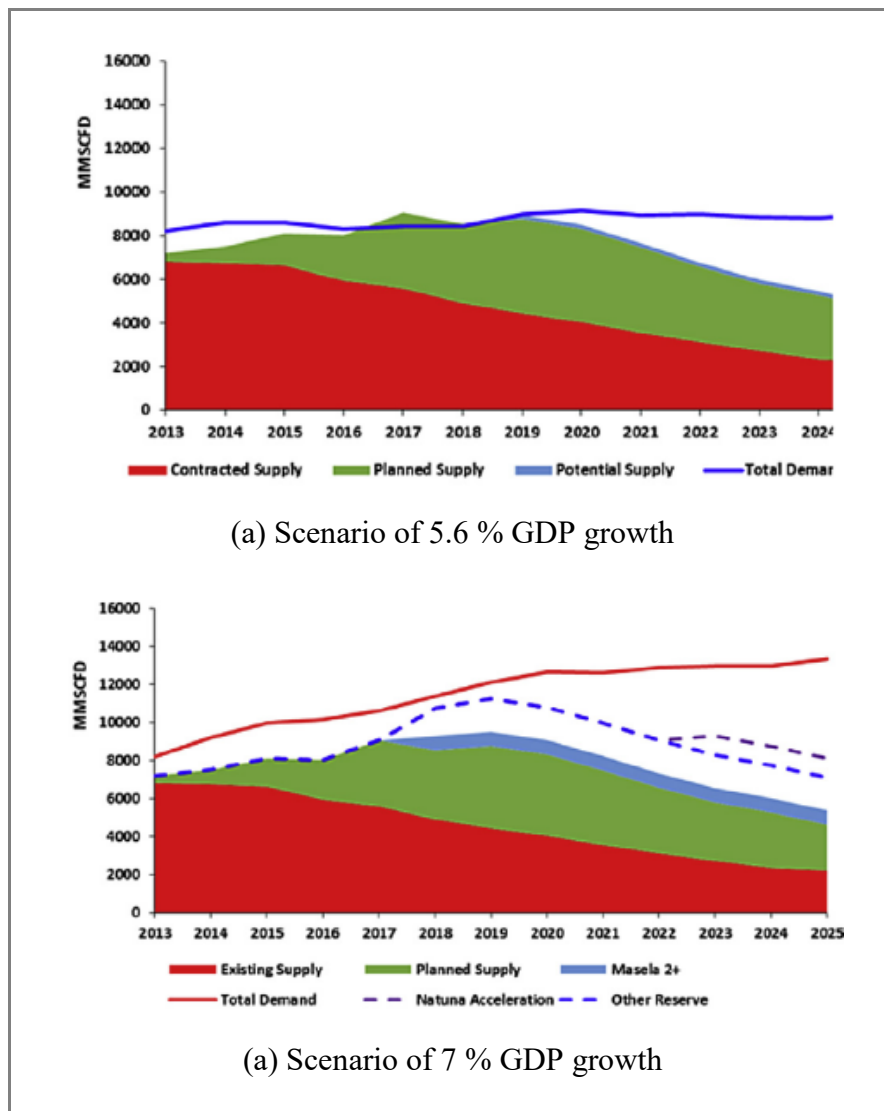 16000
14000
12000
10000
8000
6000
4000
2000
0
MMSCFD
2013 2014 2015 2016 2017 2018 2019 2020 2021 2022 2023 2024
Contracted Supply Planned Supply Potential Supply Total Demar
(a) Scenario of 5.6 % GDP growth
16000
14000
12000
10000
8000
6000
4000
2000
0
MMSCFD
2013 2014 2015 2016 2017 2018 2019 2020 2021 2022 2023 2024 2025
Existing Supply Planned Supply Masela 2+
Total Demand Natuna Acceleration Other Reserve
(a) Scenario of 7 % GDP growth